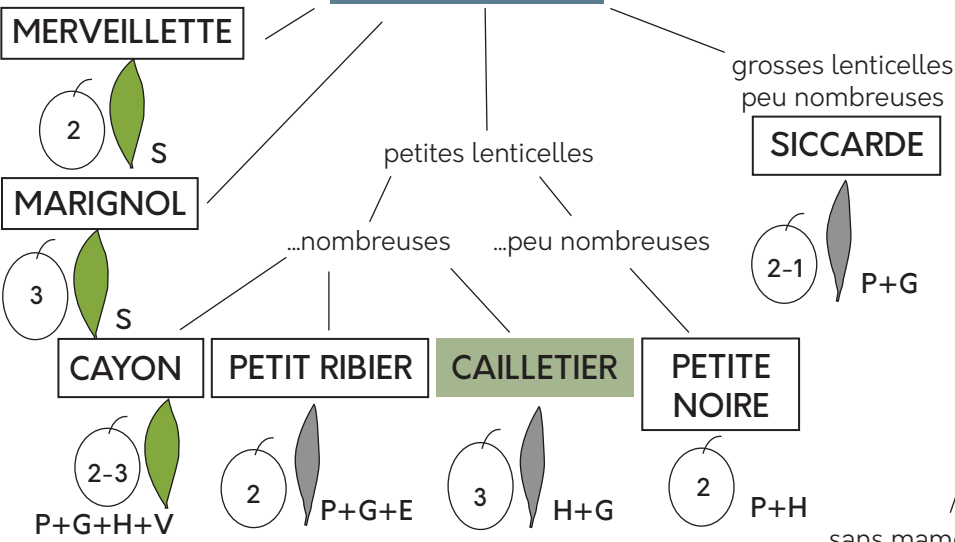 MERVEILLETTE
2
S
MARIGNOL
3
S
grosses lenticelles
peu nombreuses
SICCARDE
2-1
P+G
petites lenticelles
...nombreuses
...peu nombreuses
CAYON
2-3
P+G+H+V
PETIT RIBIER
2
P+G+E
CAILLETIER
3
H+G
PETITE
NOIRE
2
P+H
sans